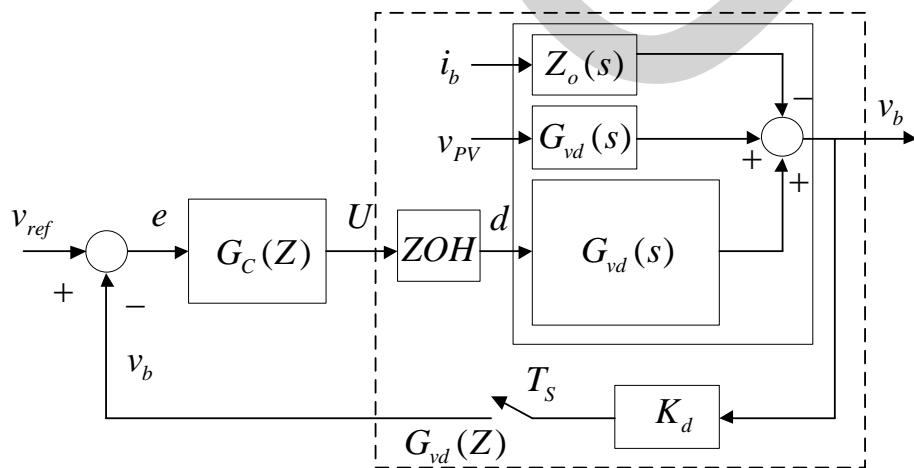 i_b
Z_o(s)
−
v_b
v_PV
G_vd(s)
+
+
v_ref
e
G_C(Z)
U
ZOH
d
G_vd(s)
+
−
v_b
T_S
K_d
G_vd(Z)